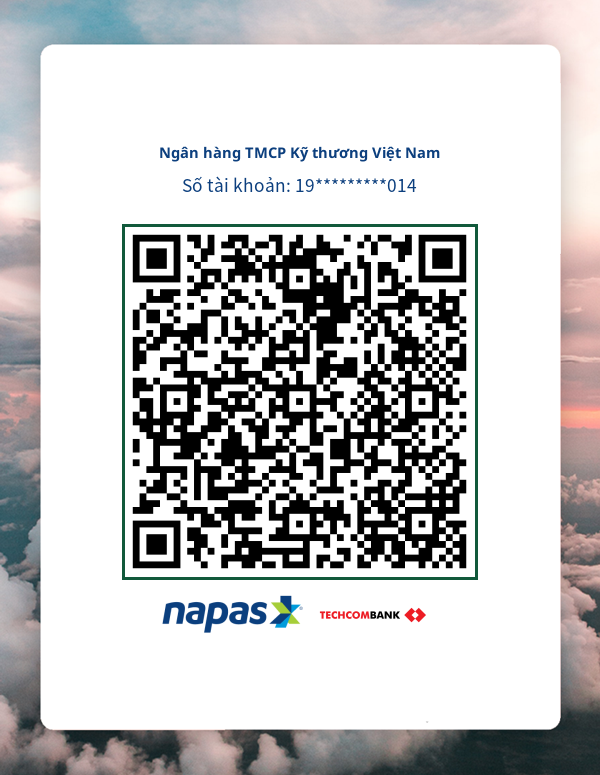 Ngân hàng TMCP Kỹ thương Việt Nam
Số tài khoản: 19*********014
napas
TECHCOMBANK